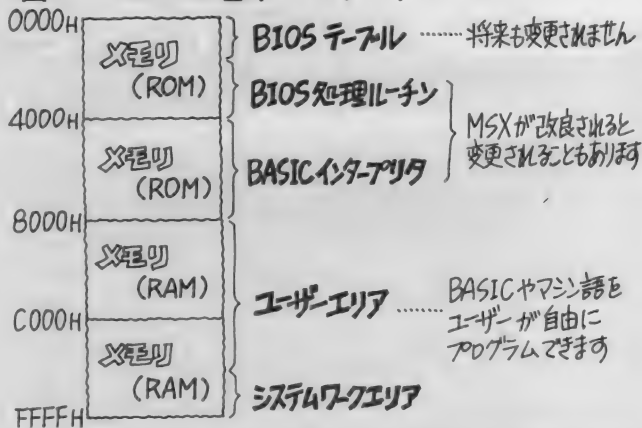 0000H
メモリ
(ROM)
BIOS テーブル ……… 将来も変更されません
BIOS処理ルーチン
4000H
MSXが改良されると
変更されることもあります
メモリ
(ROM)
BASICインタープリタ
8000H
メモリ
(RAM)
ユーザーエリア ……… BASICやマシン語を
ユーザーが自由に
プログラムできます
C000H
メモリ
(RAM)
システムワークエリア
FFFFH